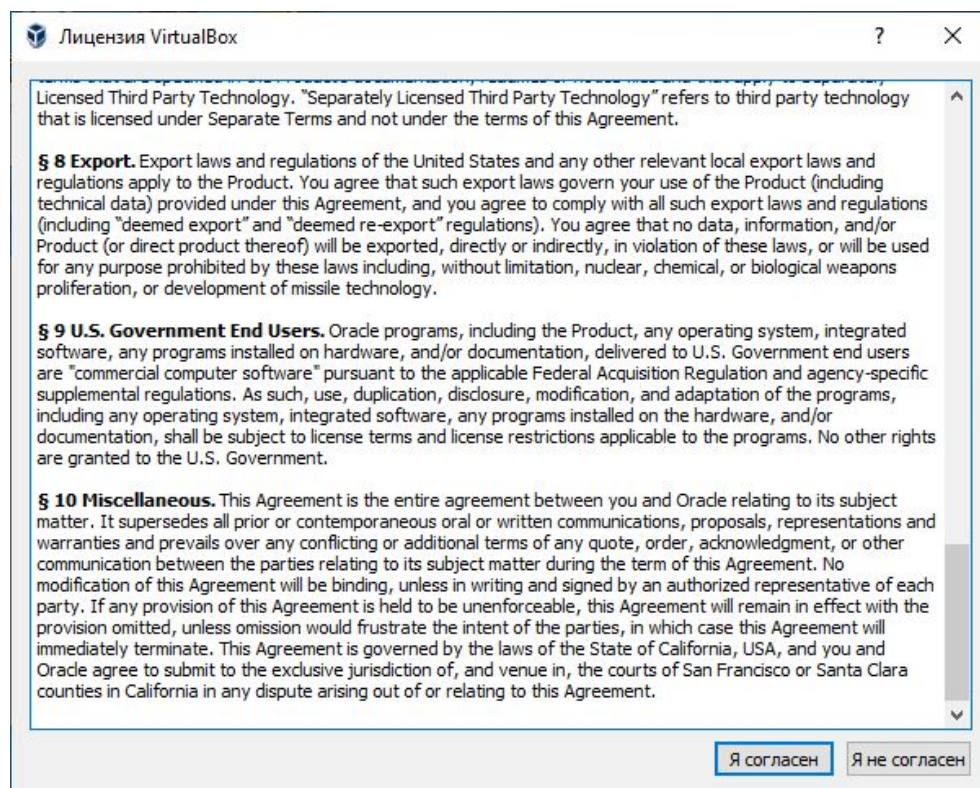 Лицензия VirtualBox
?
Licensed Third Party Technology. “Separately Licensed Third Party Technology” refers to third party technology
that is licensed under Separate Terms and not under the terms of this Agreement.
§ 8 Export. Export laws and regulations of the United States and any other relevant local export laws and
regulations apply to the Product. You agree that such export laws govern your use of the Product (including
technical data) provided under this Agreement, and you agree to comply with all such export laws and regulations
(including “deemed export” and “deemed re-export” regulations). You agree that no data, information, and/or
Product (or direct product thereof) will be exported, directly or indirectly, in violation of these laws, or will be used
for any purpose prohibited by these laws including, without limitation, nuclear, chemical, or biological weapons
proliferation, or development of missile technology.
§ 9 U.S. Government End Users. Oracle programs, including the Product, any operating system, integrated
software, any programs installed on hardware, and/or documentation, delivered to U.S. Government end users
are "commercial computer software" pursuant to the applicable Federal Acquisition Regulation and agency-specific
supplemental regulations. As such, use, duplication, disclosure, modification, and adaptation of the programs,
including any operating system, integrated software, any programs installed on the hardware, and/or
documentation, shall be subject to license terms and license restrictions applicable to the programs. No other rights
are granted to the U.S. Government.
§ 10 Miscellaneous. This Agreement is the entire agreement between you and Oracle relating to its subject
matter. It supersedes all prior or contemporaneous oral or written communications, proposals, representations and
warranties and prevails over any conflicting or additional terms of any quote, order, acknowledgment, or other
communication between the parties relating to its subject matter during the term of this Agreement. No
modification of this Agreement will be binding, unless in writing and signed by an authorized representative of each
party. If any provision of this Agreement is held to be unenforceable, this Agreement will remain in effect with the
provision omitted, unless omission would frustrate the intent of the parties, in which case this Agreement will
immediately terminate. This Agreement is governed by the laws of the State of California, USA, and you and
Oracle agree to submit to the exclusive jurisdiction of, and venue in, the courts of San Francisco or Santa Clara
counties in California in any dispute arising out of or relating to this Agreement.
Я согласен
Я не согласен